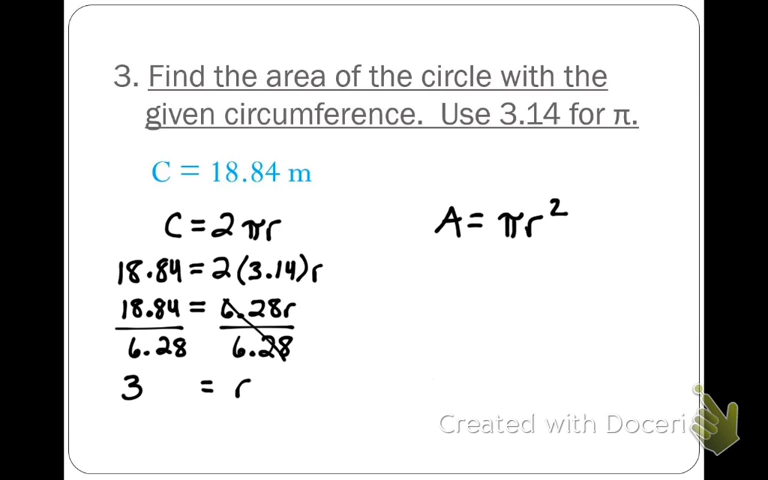 3. Find the area of the circle with the
given circumference. Use 3.14 for π.
C = 18.84 m
C = 2πr
A = πr²
18.84 = 2(3.14)r
18.84 = 6.28r
6.28 6.28
3 = r
Created with Doceri